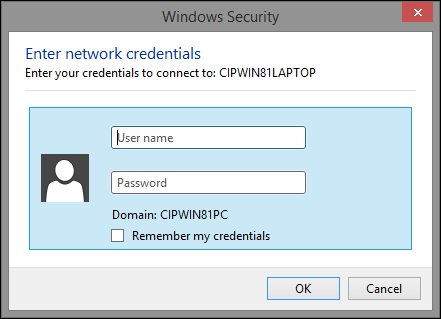 Windows Security
Enter network credentials
Enter your credentials to connect to: CIPWIN81LAPTOP
User name
Password
Domain: CIPWIN81PC
Remember my credentials
OK
Cancel